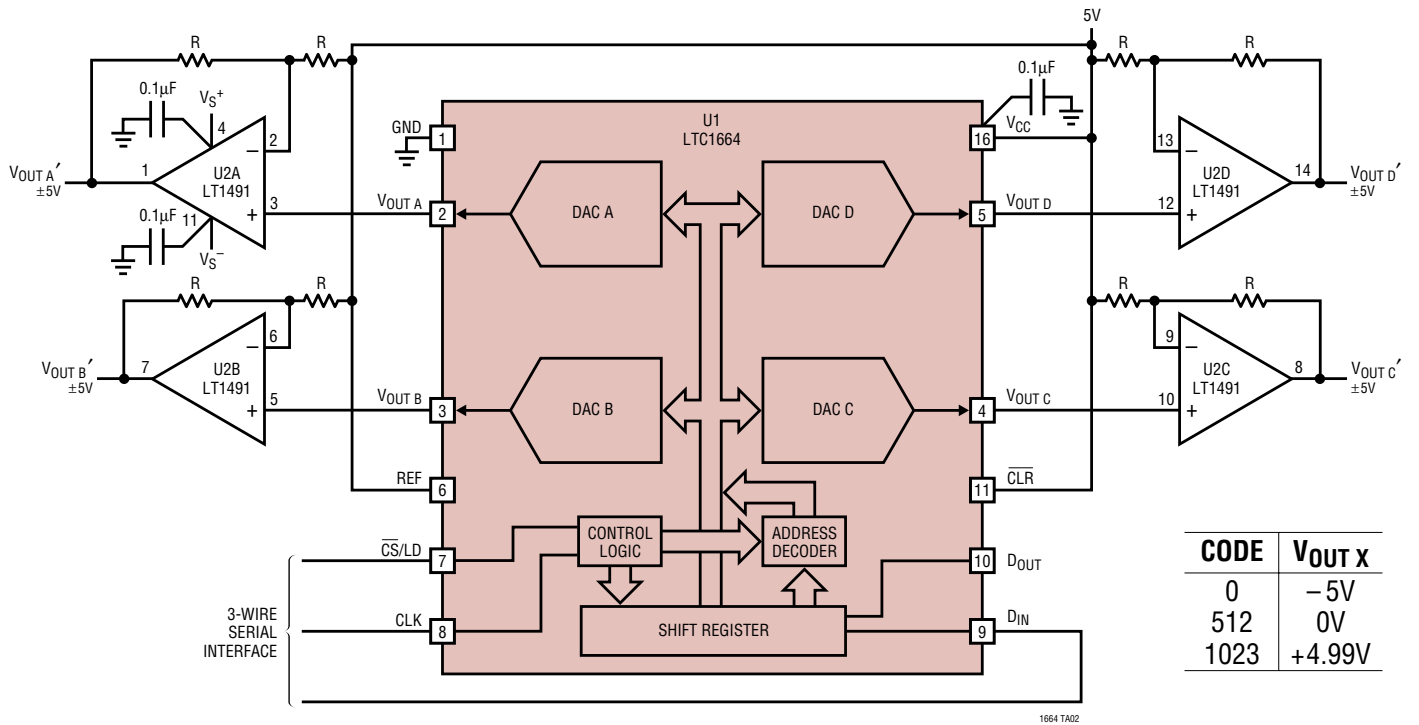 5V
R
R
R
R
0.1µF
VS+
4
2
−
U2A
LT1491
+
3
1
VOUT A′
±5V
0.1µF
11
VS−
GND
1
U1
LTC1664
0.1µF
VCC
16
13
−
U2D
LT1491
+
12
14
VOUT D′
±5V
VOUT A
2
DAC A
DAC D
5
VOUT D
R
R
R
R
6
−
U2B
LT1491
+
5
7
VOUT B′
±5V
VOUT B
3
DAC B
DAC C
4
VOUT C
9
−
U2C
LT1491
+
10
8
VOUT C′
±5V
REF
6
11
C̅L̅R̅
C̅S̅/LD
7
CONTROL
LOGIC
ADDRESS
DECODER
10
DOUT
3-WIRE
SERIAL
INTERFACE
CLK
8
SHIFT REGISTER
9
DIN
CODE VOUT X
0 −5V
512 0V
1023 +4.99V
1664 TA02